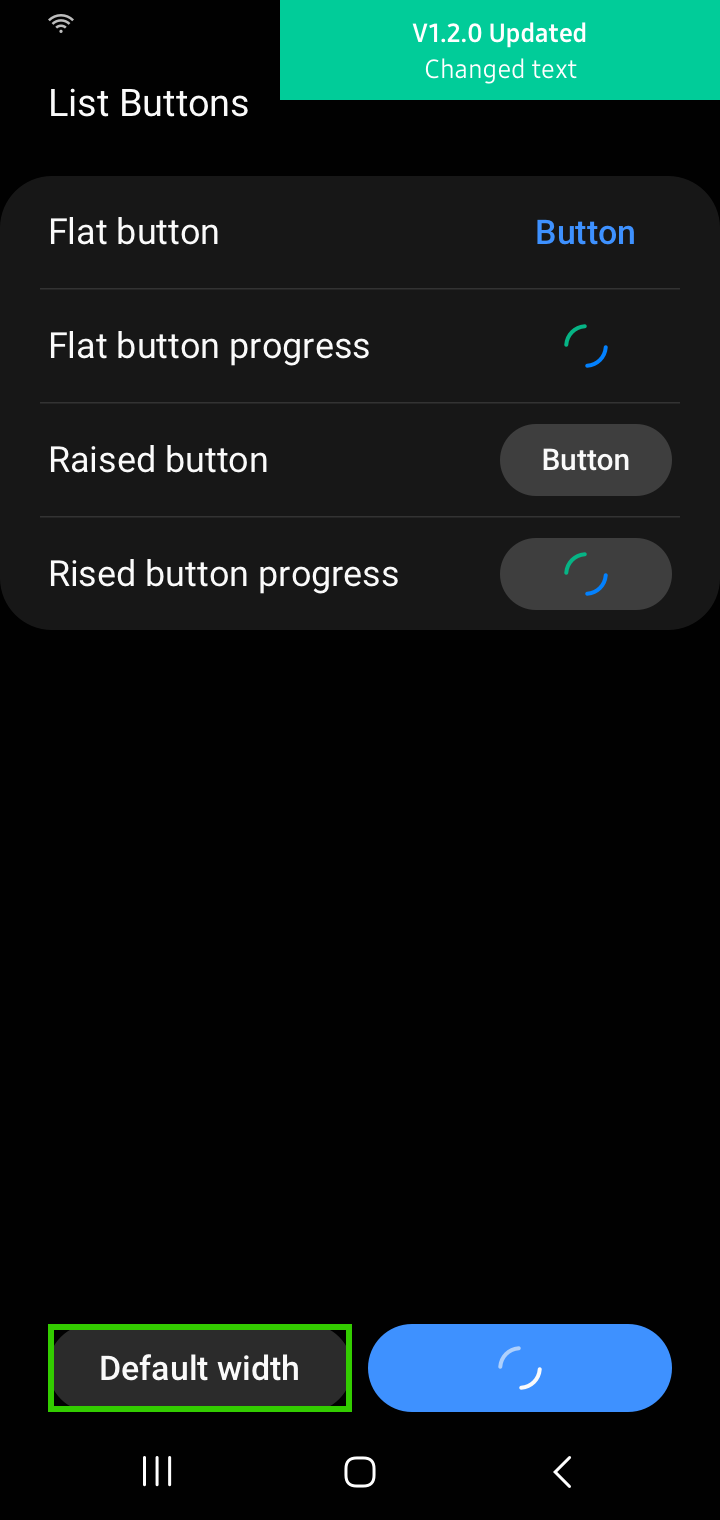 V1.2.0 Updated
Changed text
List Buttons
Flat button
Button
Flat button progress
Raised button
Button
Rised button progress
Default width